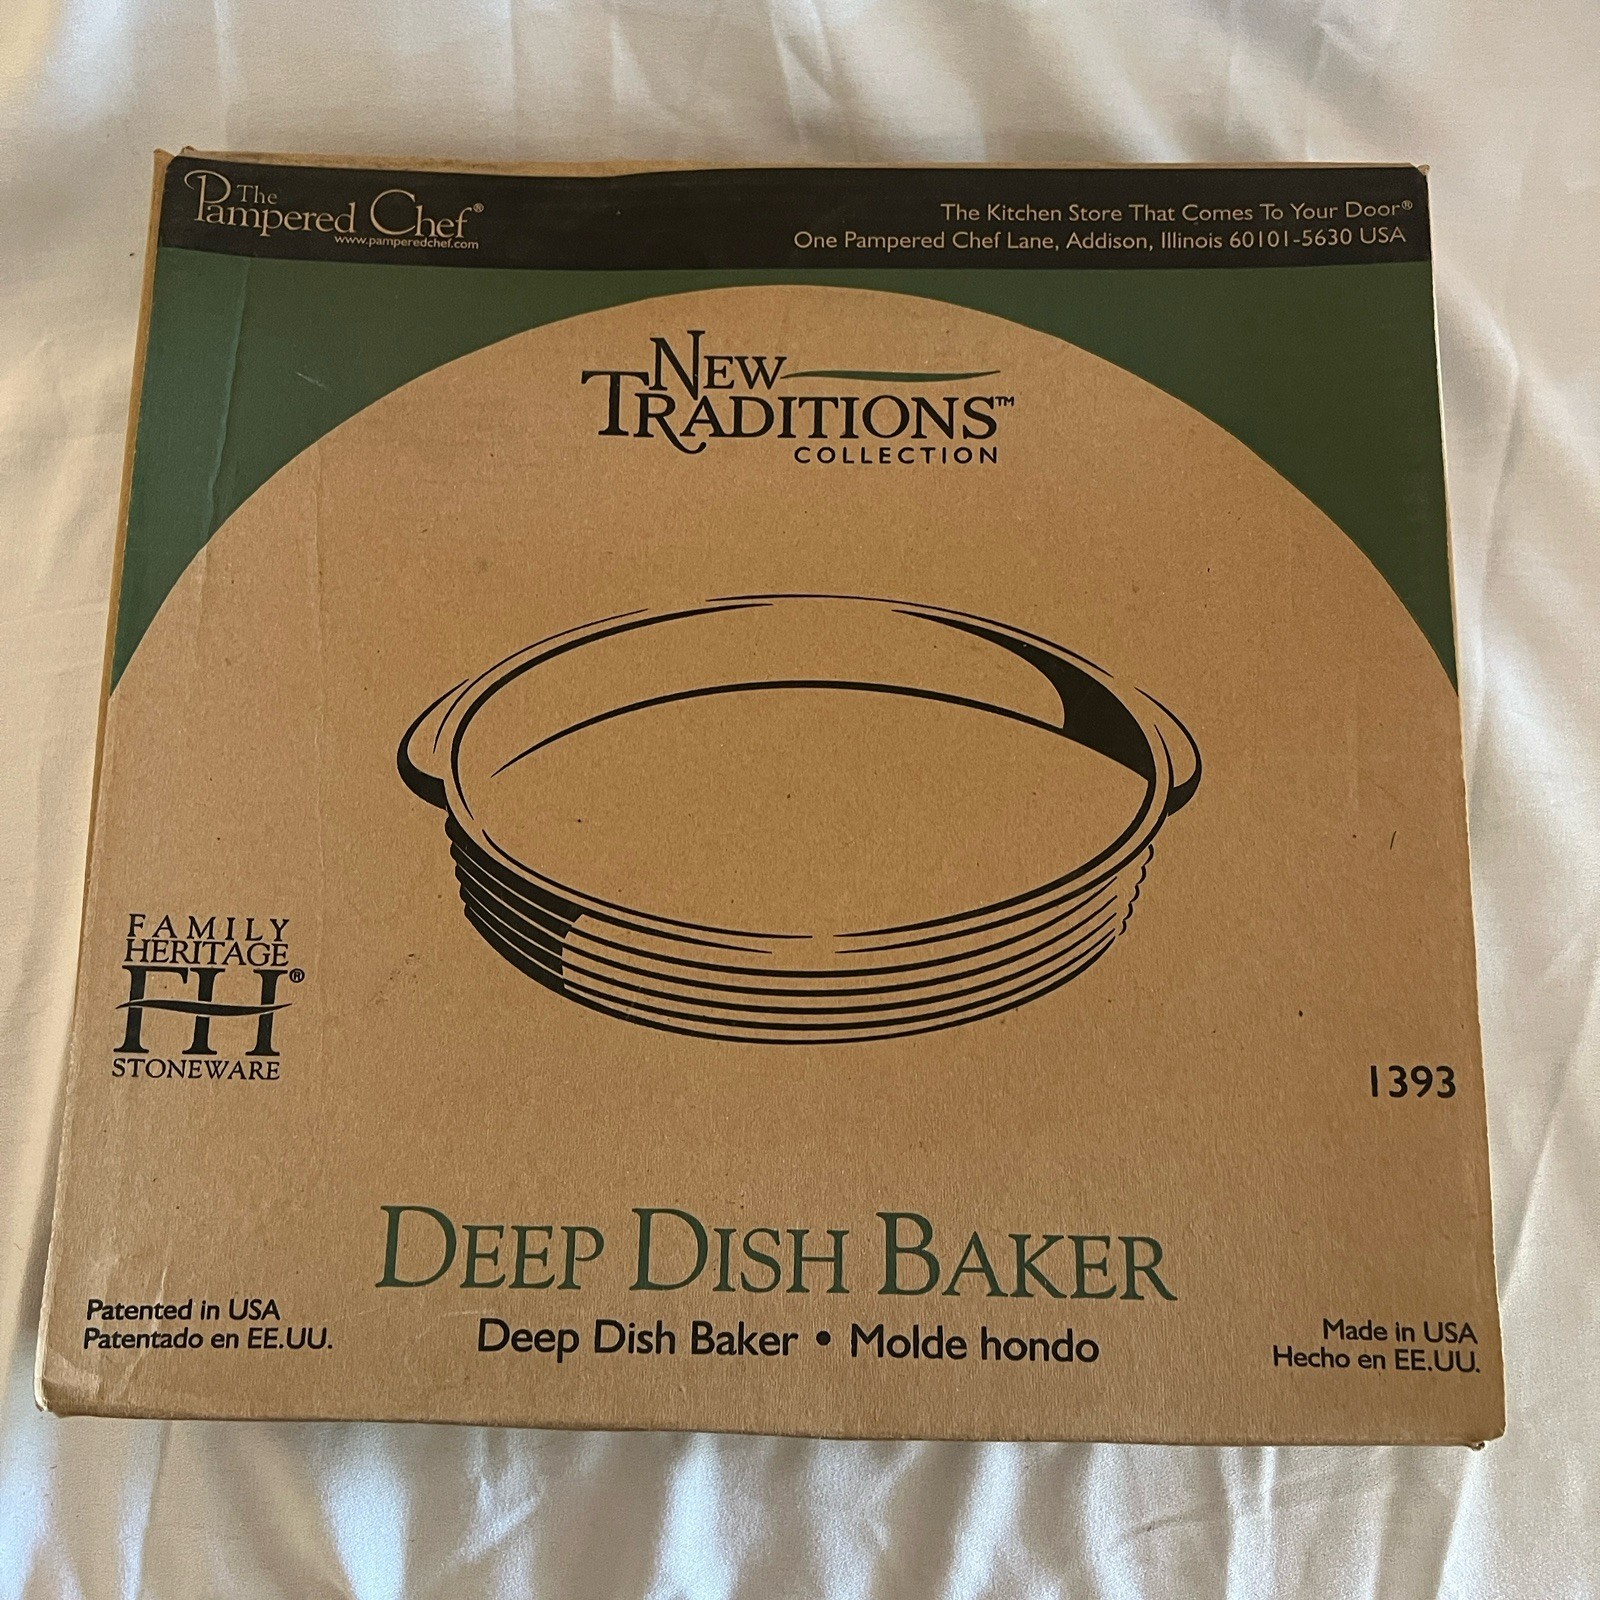 The
Pampered Chef®
www.pamperedchef.com
The Kitchen Store That Comes To Your Door®
One Pampered Chef Lane, Addison, Illinois 60101-5630 USA
NEW
TRADITIONS™
COLLECTION
FAMILY
HERITAGE
FH®
STONEWARE
1393
DEEP DISH BAKER
Deep Dish Baker • Molde hondo
Patented in USA
Patentado en EE.UU.
Made in USA
Hecho en EE.UU.